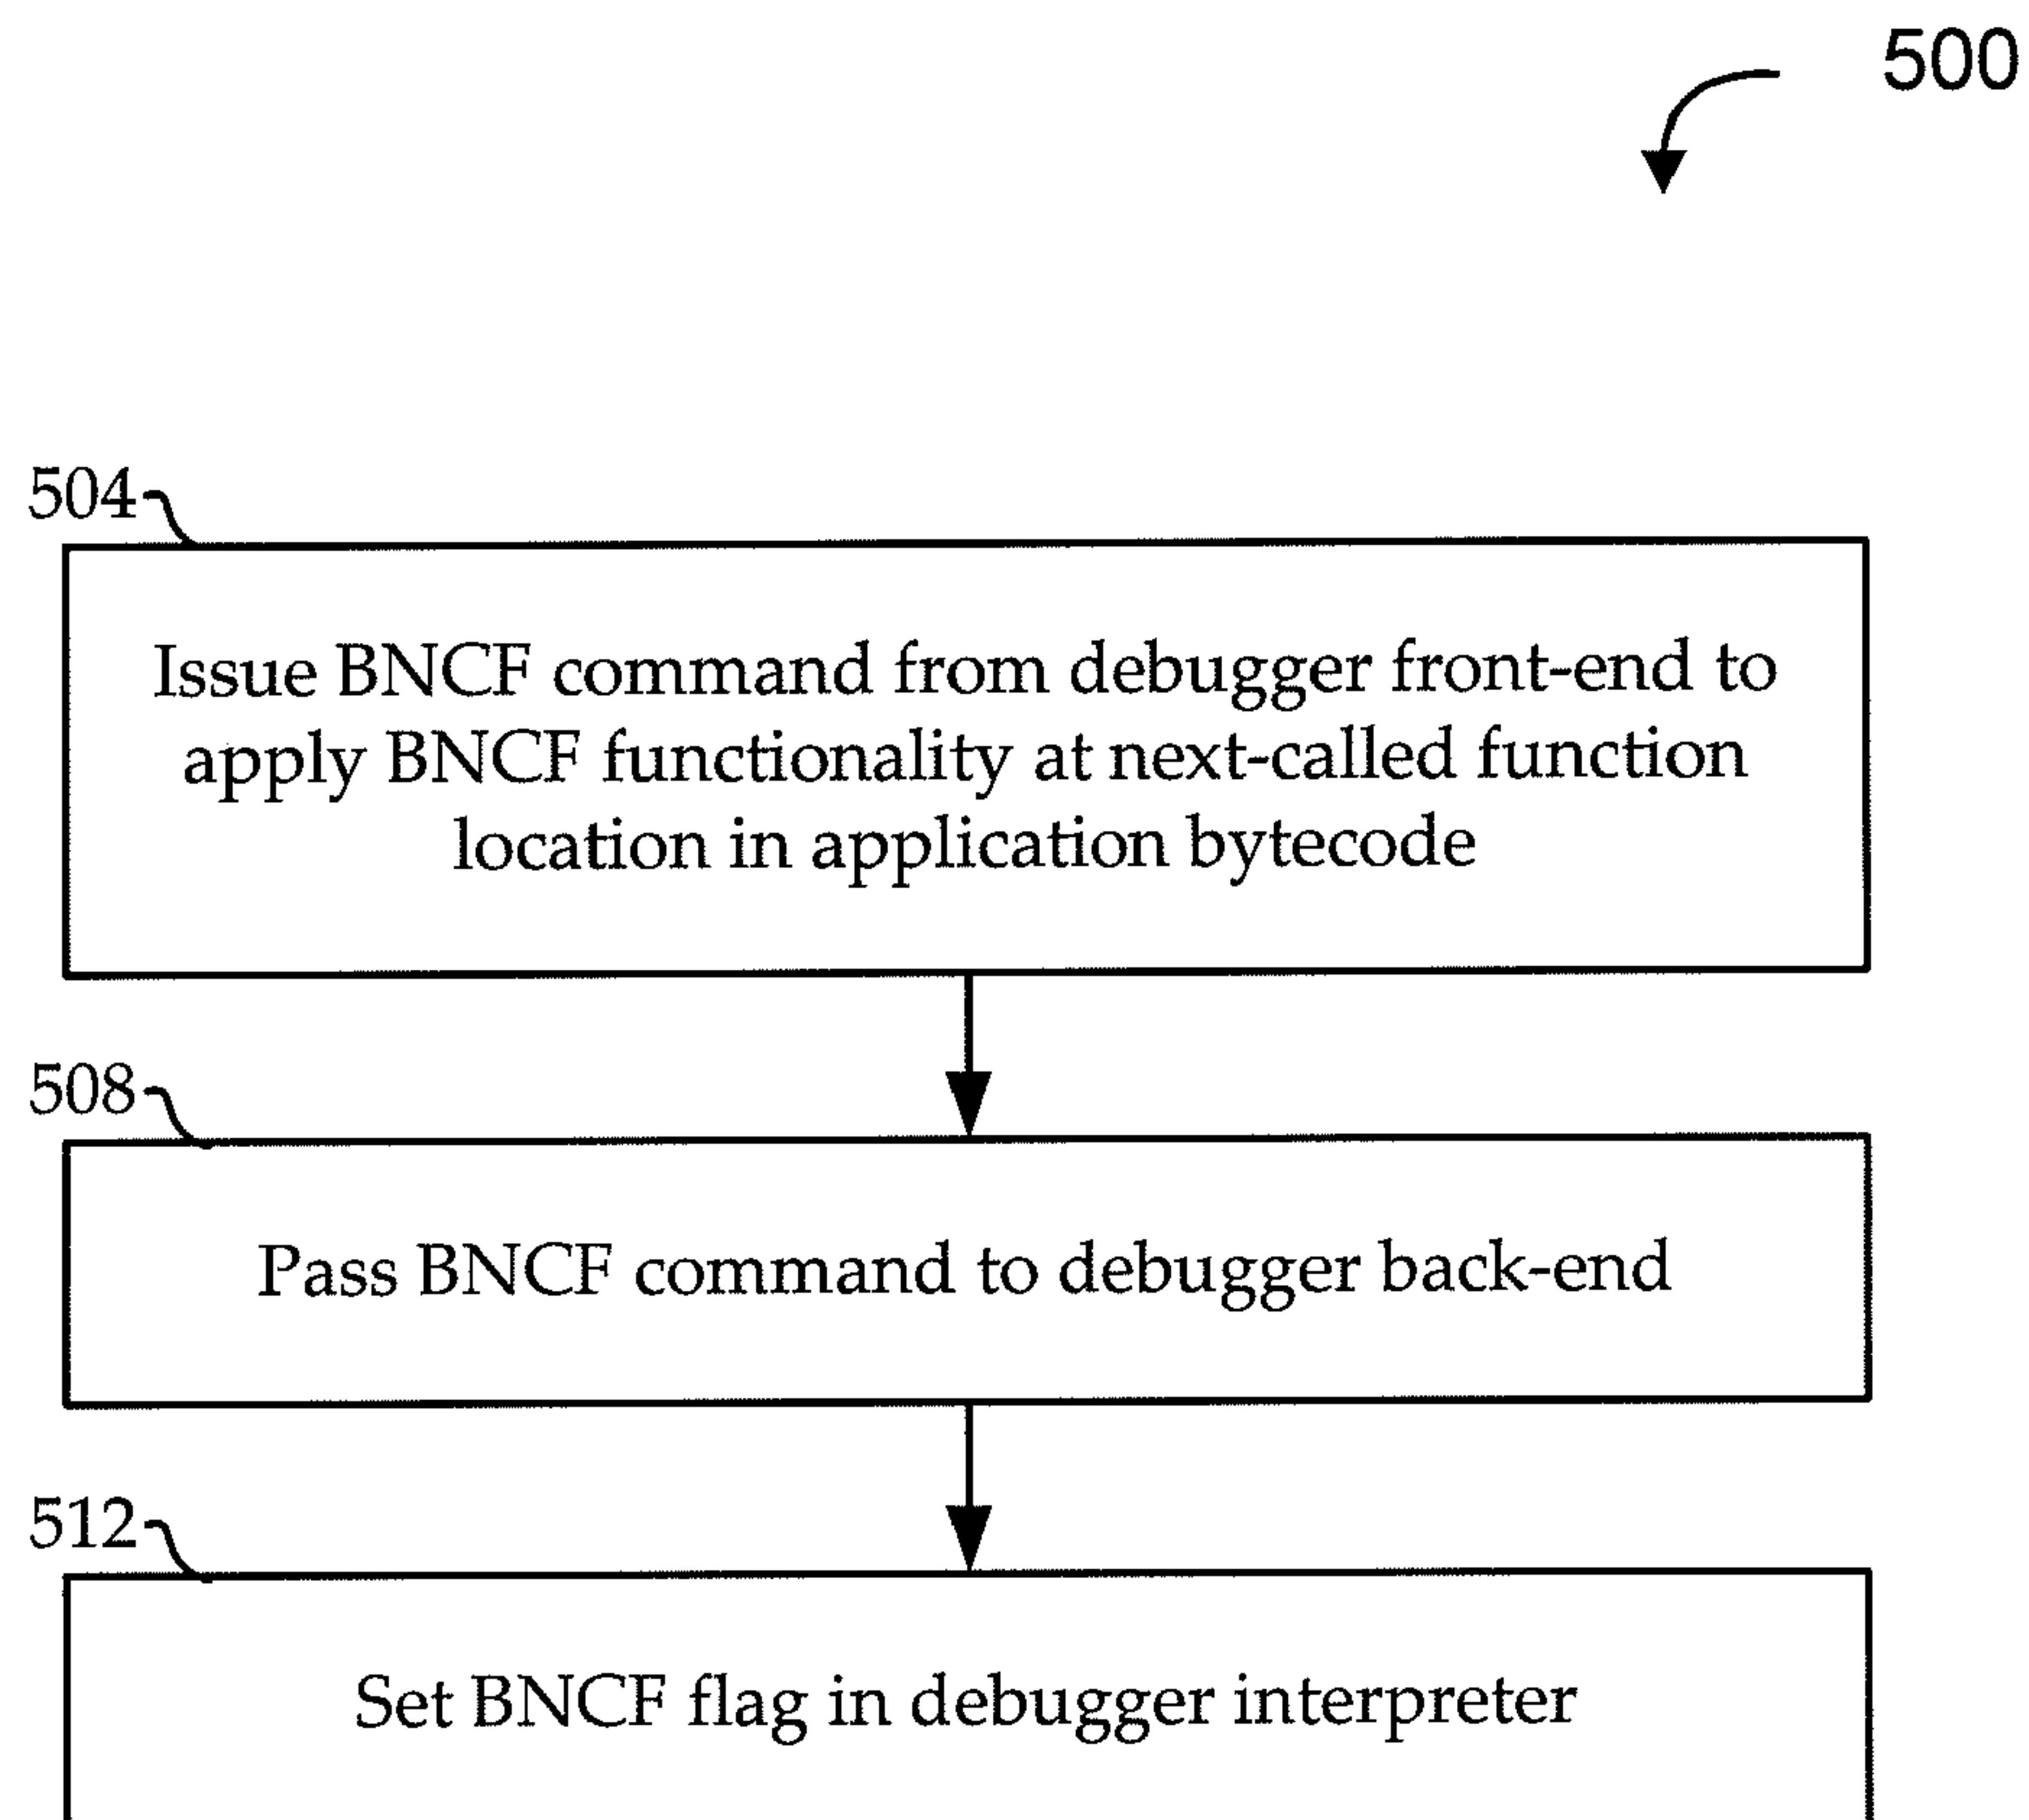 500
504
Issue BNCF command from debugger front-end to
apply BNCF functionality at next-called function
location in application bytecode
508
Pass BNCF command to debugger back-end
512
Set BNCF flag in debugger interpreter